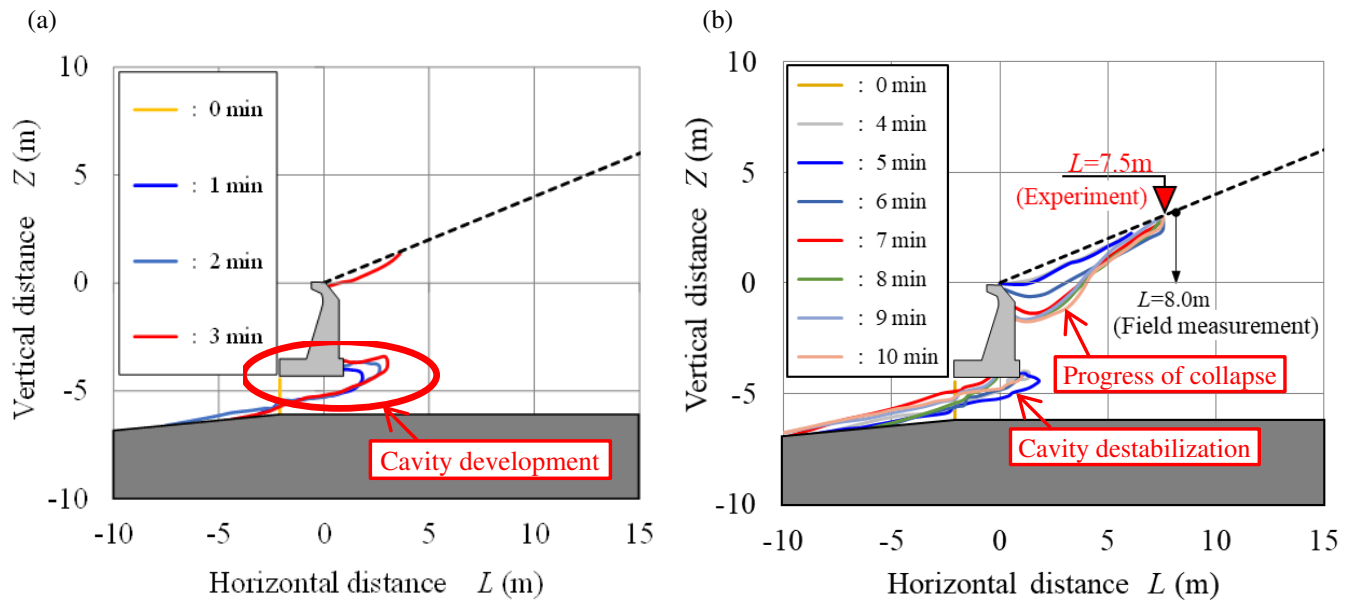 (a)
10
5
0
-5
-10
-10
-5
0
5
10
15
Vertical distance Z (m)
Horizontal distance L (m)
: 0 min
: 1 min
: 2 min
: 3 min
Cavity development
(b)
10
5
0
-5
-10
-10
-5
0
5
10
15
Vertical distance Z (m)
Horizontal distance L (m)
: 0 min
: 4 min
: 5 min
: 6 min
: 7 min
: 8 min
: 9 min
: 10 min
L=7.5m
(Experiment)
L=8.0m
(Field measurement)
Progress of collapse
Cavity destabilization